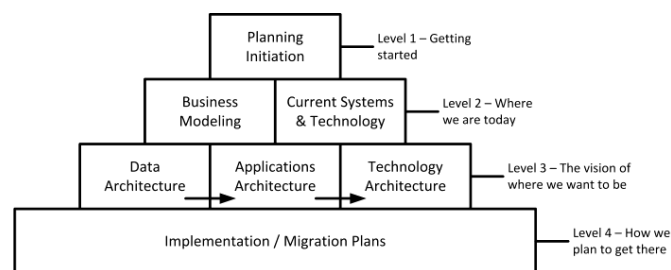 Planning
Initiation
Level 1 – Getting
started
Business
Modeling
Current Systems
& Technology
Level 2 – Where
we are today
Data
Architecture
Applications
Architecture
Technology
Architecture
Level 3 – The vision of
where we want to be
Implementation / Migration Plans
Level 4 – How we
plan to get there